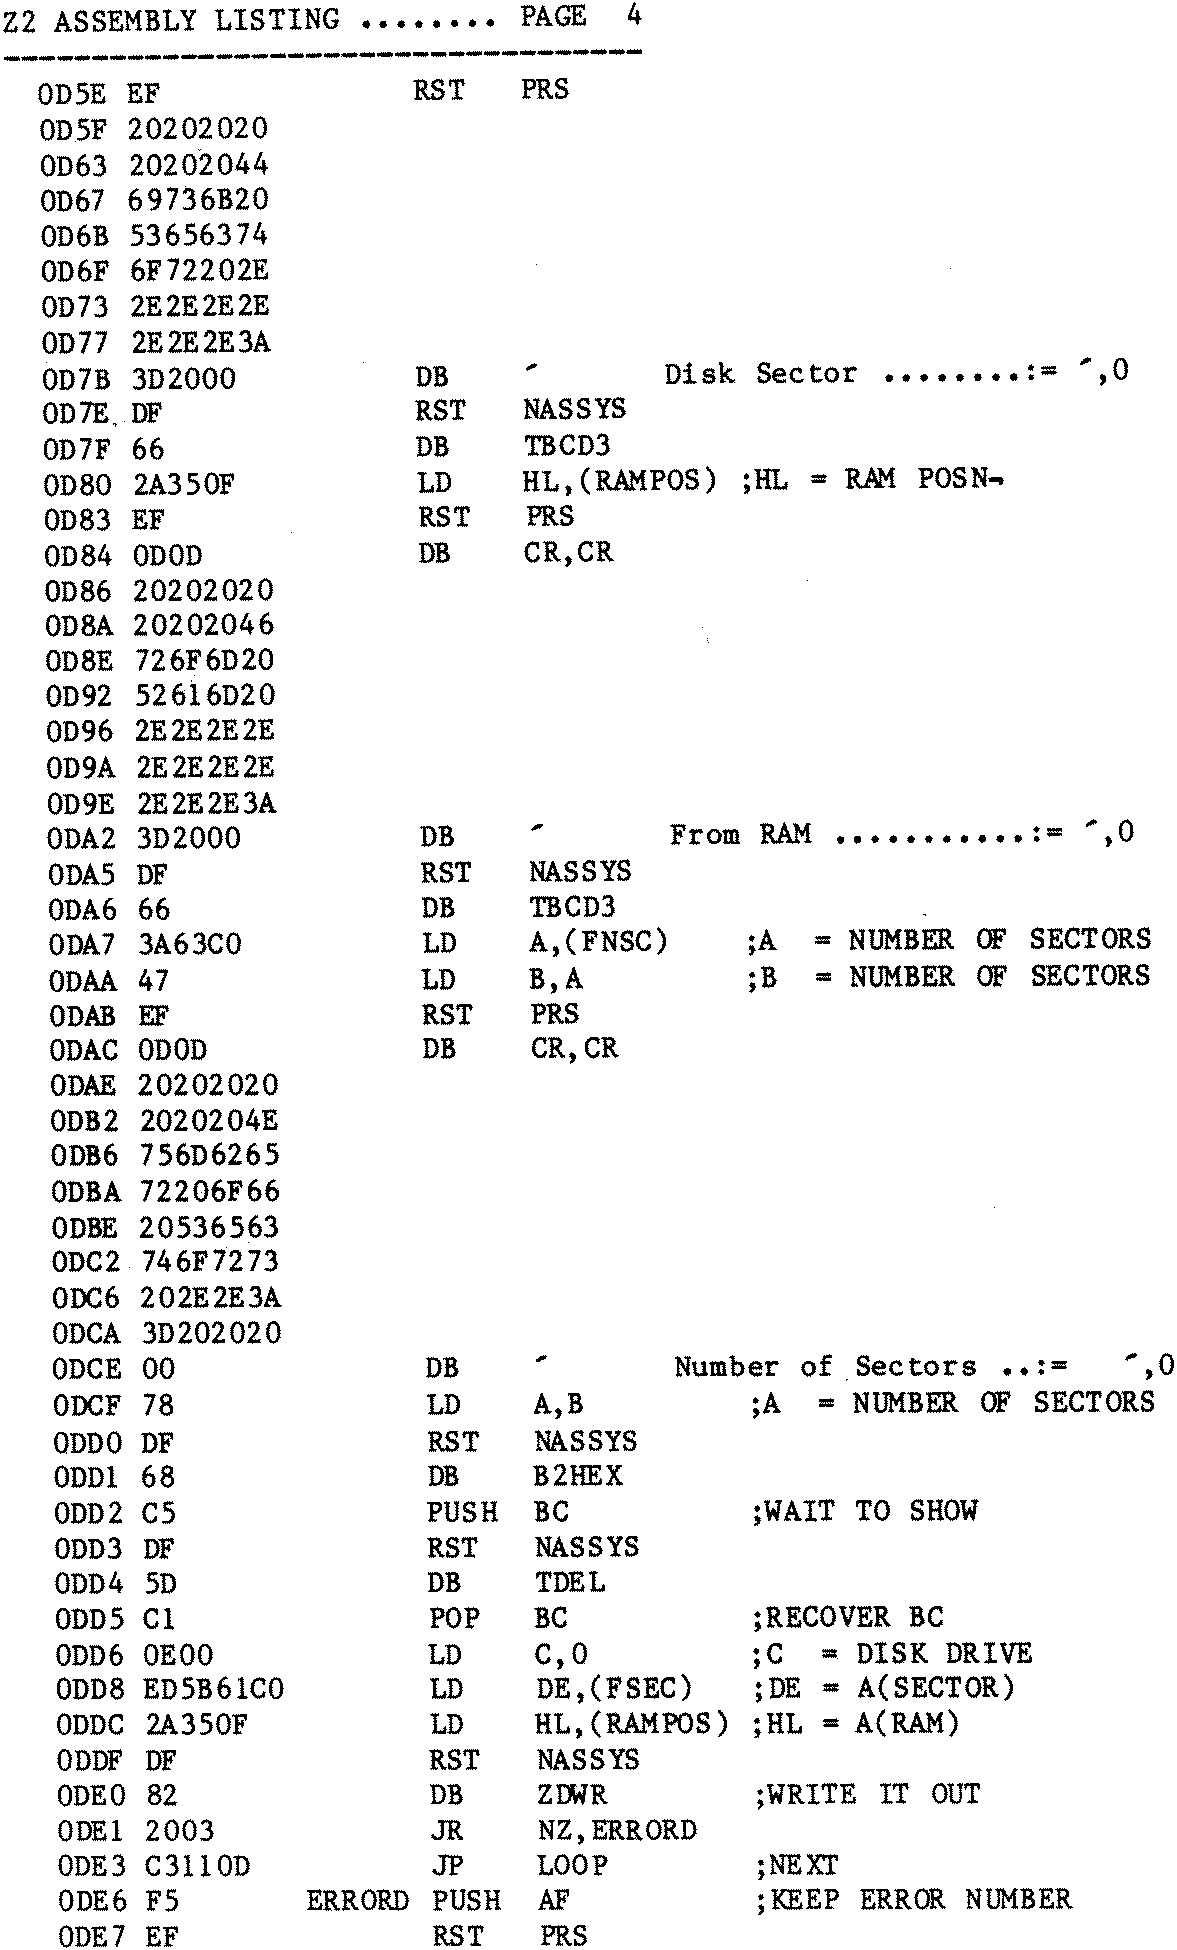 Z2 ASSEMBLY LISTING ........ PAGE  4
0D5E EF               RST   PRS
0D5F 20202020
0D63 20202044
0D67 69736B20
0D6B 53656374
0D6F 6F72202E
0D73 2E2E2E2E
0D77 2E2E2E3A
0D7B 3D2000           DB    ´       Disk Sector ........:= ´,0
0D7E DF               RST   NASSYS
0D7F 66               DB    TBCD3
0D80 2A350F           LD    HL,(RAMPOS) ;HL = RAM POSN¬
0D83 EF               RST   PRS
0D84 0D0D             DB    CR,CR
0D86 20202020
0D8A 20202046
0D8E 726F6D20
0D92 52616D20
0D96 2E2E2E2E
0D9A 2E2E2E2E
0D9E 2E2E2E3A
0DA2 3D2000           DB    ´       From RAM ...........:= ´,0
0DA5 DF               RST   NASSYS
0DA6 66               DB    TBCD3
0DA7 3A63C0           LD    A,(FNSC)    ;A  = NUMBER OF SECTORS
0DAA 47               LD    B,A         ;B  = NUMBER OF SECTORS
0DAB EF               RST   PRS
0DAC 0D0D             DB    CR,CR
0DAE 20202020
0DB2 2020204E
0DB6 756D6265
0DBA 72206F66
0DBE 20536563
0DC2 746F7273
0DC6 202E2E3A
0DCA 3D202020
0DCE 00               DB    ´       Number of Sectors ..:=   ´,0
0DCF 78               LD    A,B         ;A  = NUMBER OF SECTORS
0DD0 DF               RST   NASSYS
0DD1 68               DB    B2HEX
0DD2 C5               PUSH  BC          ;WAIT TO SHOW
0DD3 DF               RST   NASSYS
0DD4 5D               DB    TDEL
0DD5 C1               POP   BC          ;RECOVER BC
0DD6 0E00             LD    C,0         ;C  = DISK DRIVE
0DD8 ED5B61C0         LD    DE,(FSEC)   ;DE = A(SECTOR)
0DDC 2A350F           LD    HL,(RAMPOS) ;HL = A(RAM)
0DDF DF               RST   NASSYS
0DE0 82               DB    ZDWR        ;WRITE IT OUT
0DE1 2003             JR    NZ,ERRORD
0DE3 C3110D           JP    LOOP        ;NEXT
0DE6 F5        ERRORD PUSH  AF          ;KEEP ERROR NUMBER
0DE7 EF               RST   PRS